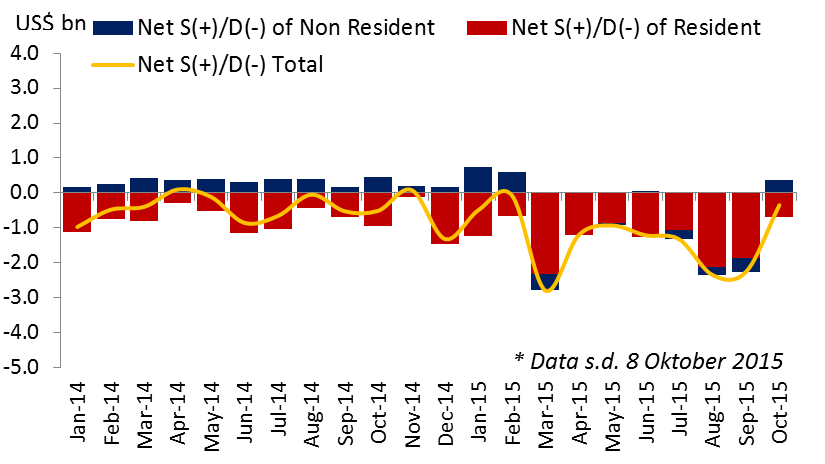 US$ bn
Net S(+)/D(-) of Non Resident
Net S(+)/D(-) of Resident
Net S(+)/D(-) Total
4.0
3.0
2.0
1.0
0.0
-1.0
-2.0
-3.0
-4.0
-5.0
* Data s.d. 8 Oktober 2015
Jan-14
Feb-14
Mar-14
Apr-14
May-14
Jun-14
Jul-14
Aug-14
Sep-14
Oct-14
Nov-14
Dec-14
Jan-15
Feb-15
Mar-15
Apr-15
May-15
Jun-15
Jul-15
Aug-15
Sep-15
Oct-15